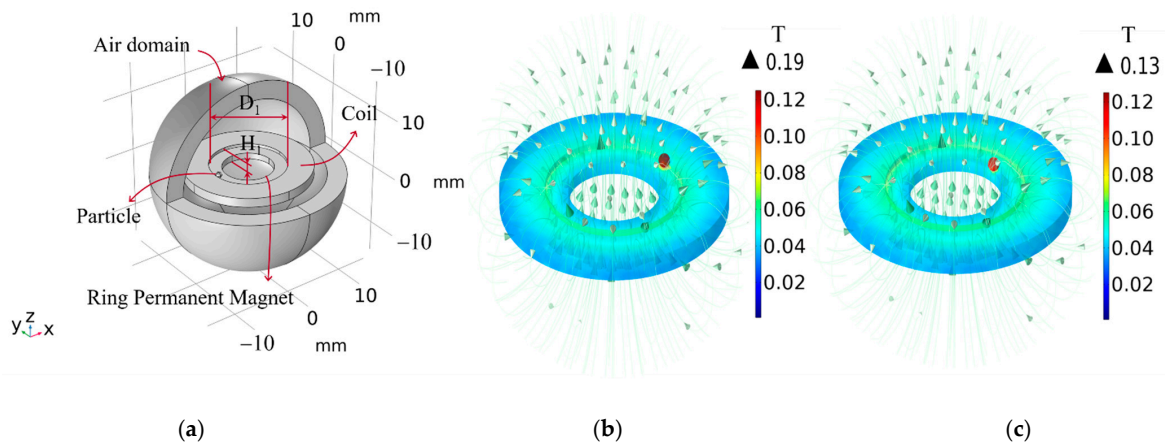 10
mm
0
−10
Air domain
D1
10
Coil
H1
0
mm
Particle
−10
Ring Permanent Magnet
10
0
mm
−10
y
z
x
T
0.19
0.12
0.10
0.08
0.06
0.04
0.02
T
0.13
0.12
0.10
0.08
0.06
0.04
0.02
(a)
(b)
(c)